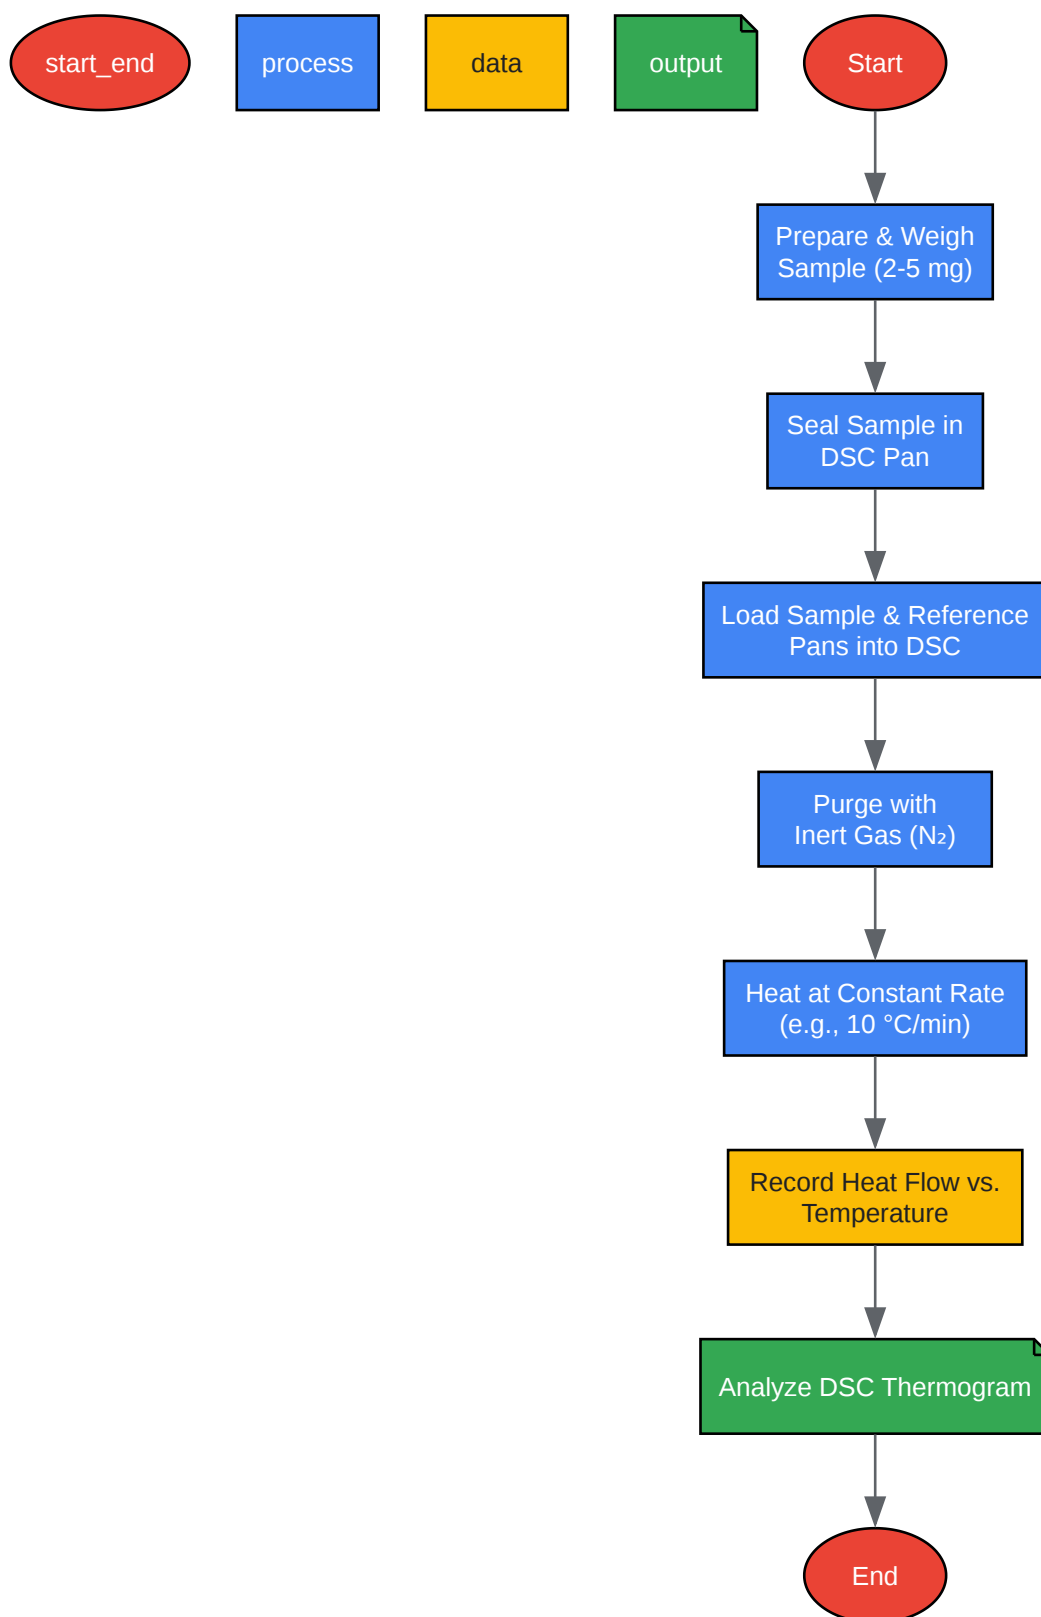 start_end
process
data
output
Start
Prepare & Weigh
Sample (2-5 mg)
Seal Sample in
DSC Pan
Load Sample & Reference
Pans into DSC
Purge with
Inert Gas (N₂)
Heat at Constant Rate
(e.g., 10 °C/min)
Record Heat Flow vs.
Temperature
Analyze DSC Thermogram
End